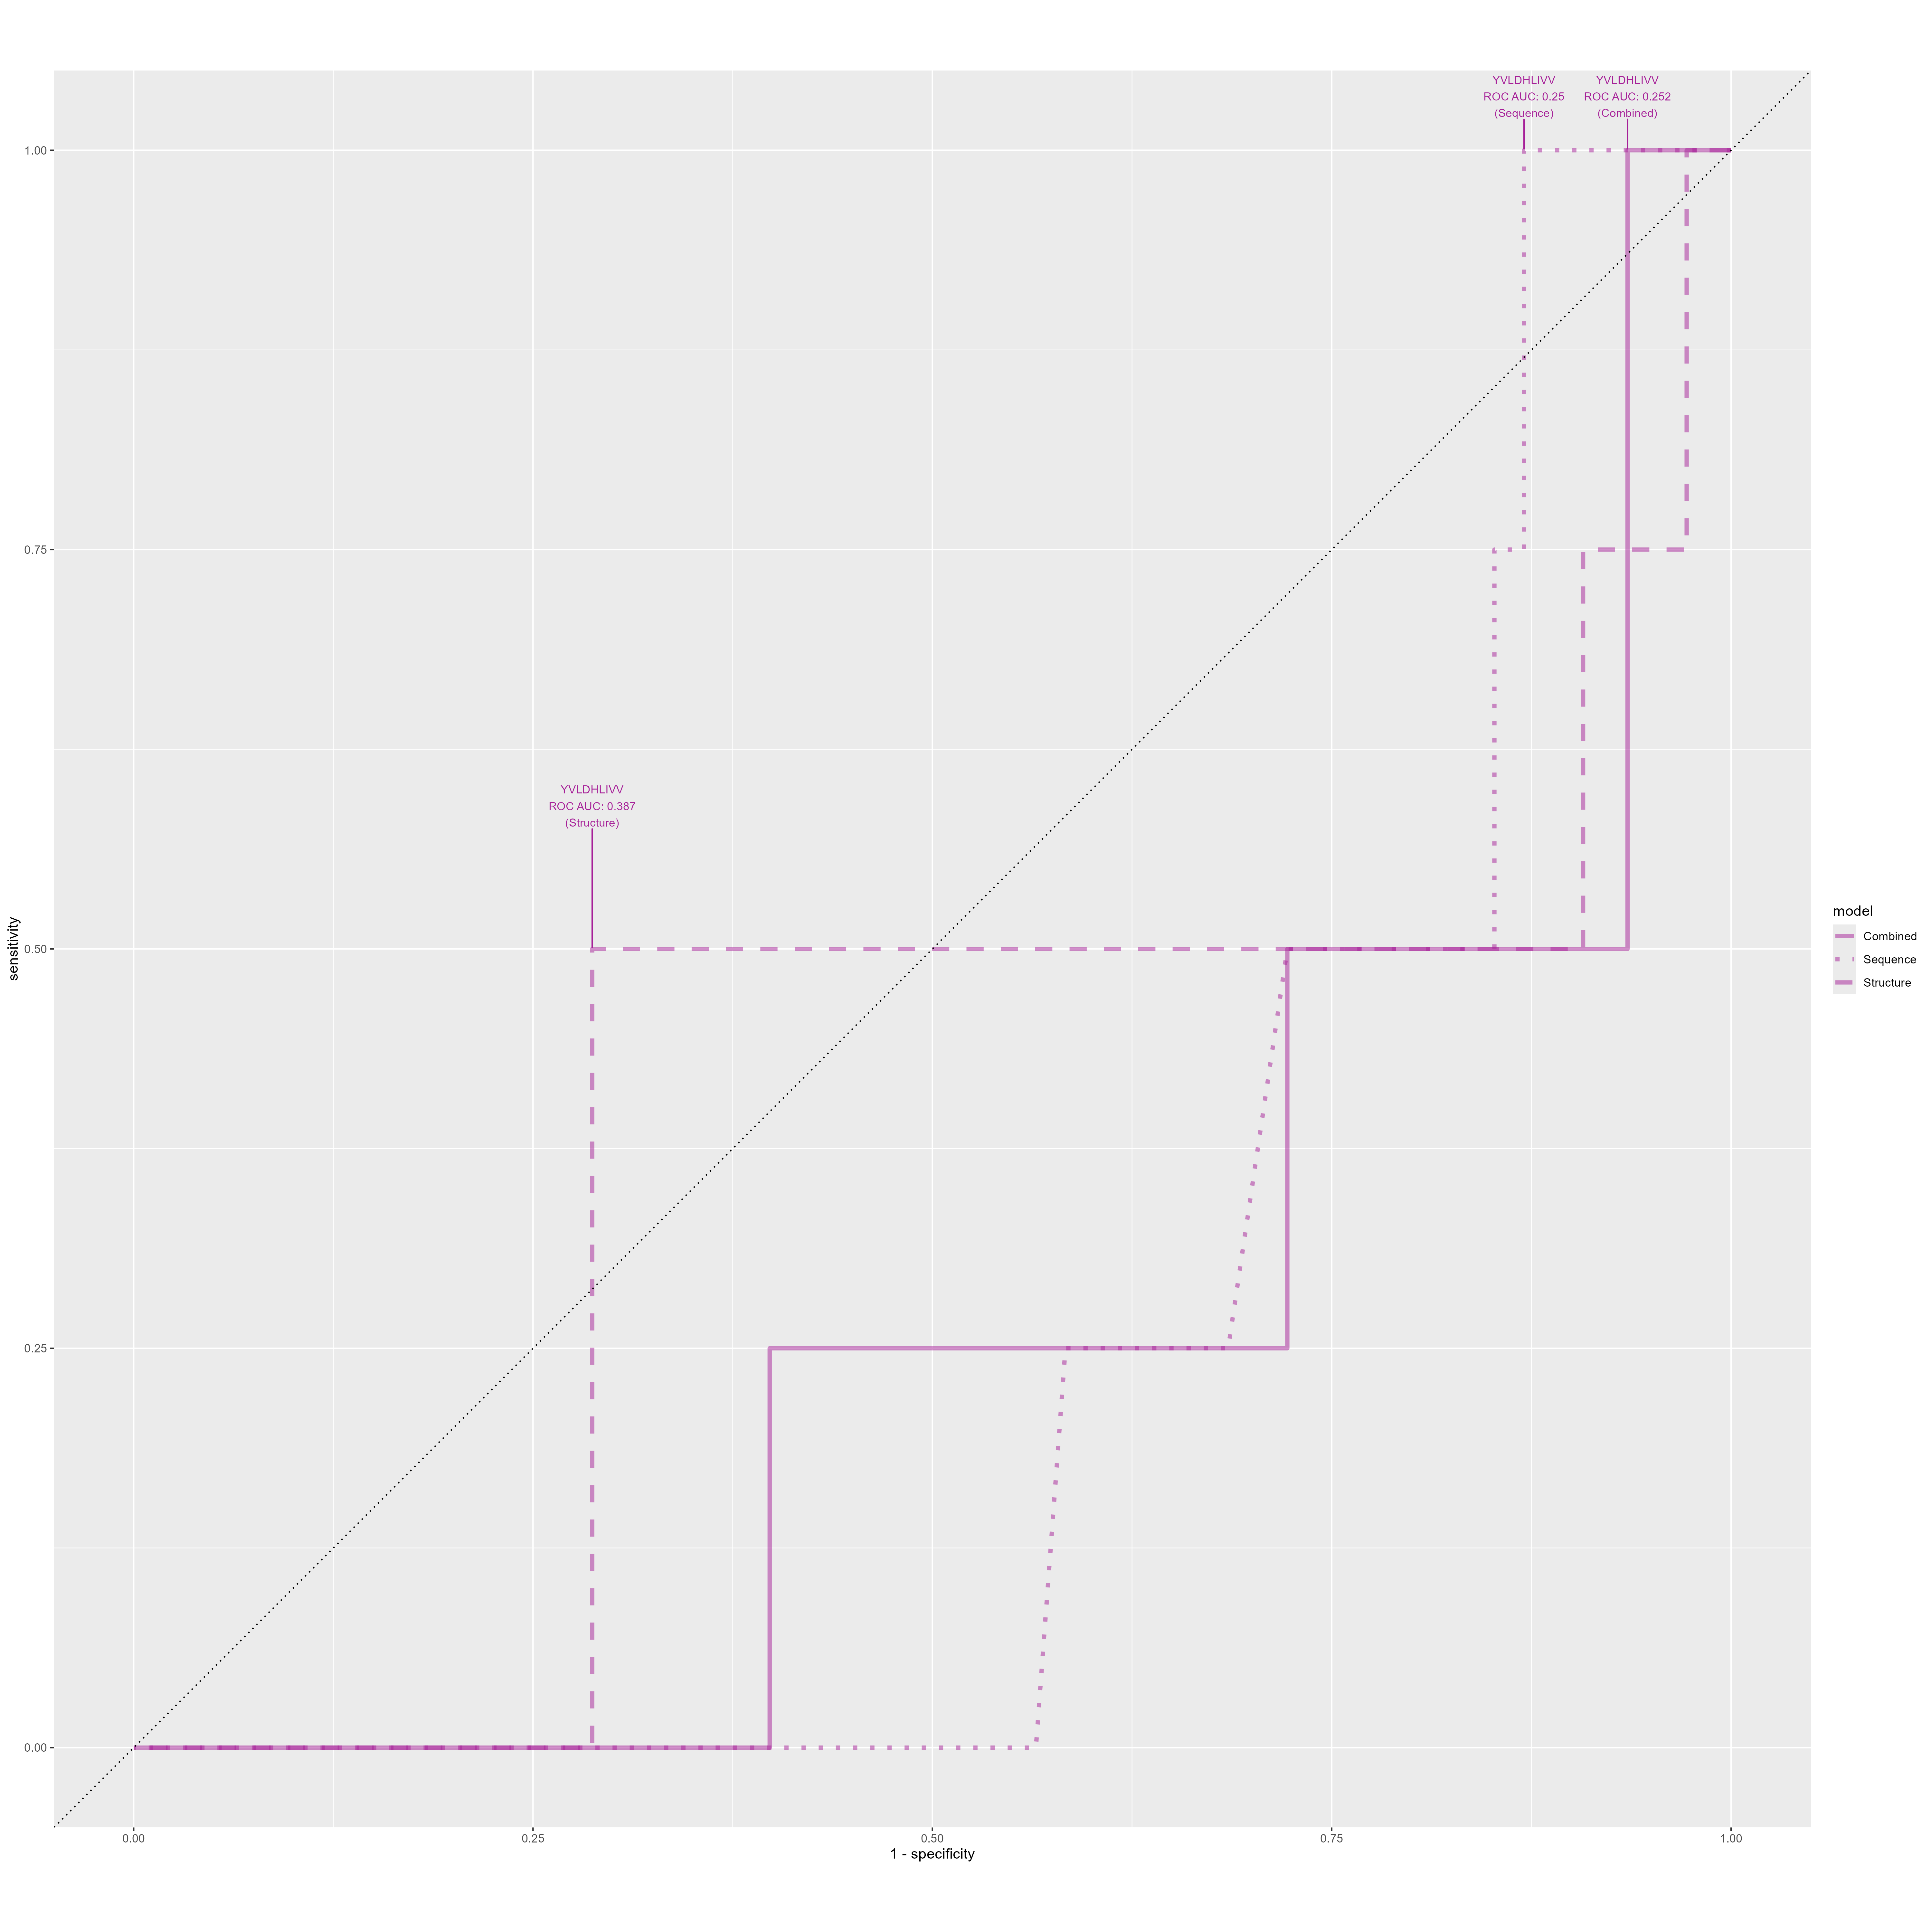 YVLDHLIVV
ROC AUC: 0.25
(Sequence)
YVLDHLIVV
ROC AUC: 0.252
(Combined)
YVLDHLIVV
ROC AUC: 0.387
(Structure)
1.00
0.75
0.50
0.25
0.00
sensitivity
0.00
0.25
0.50
0.75
1.00
1 - specificity
model
Combined
Sequence
Structure